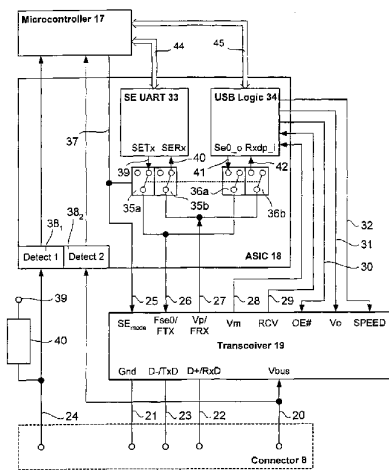 Microcontroller 17
44
45
SE UART 33
USB Logic 34
37
SETx SERx
Se0_o Rxdp_i
39
40
41
42
36a
35a
35b
36b
38₁
38₂
ASIC 18
32
31
30
Detect 1
Detect 2
39
40
25
26
27
28
29
SEmode
Fse0/ FTX
Vp/ FRX
Vm
RCV
OE#
Vo
SPEED
Transceiver 19
Gnd
D-/TxD
D+/RxD
Vbus
24
21
23
22
20
Connector 8